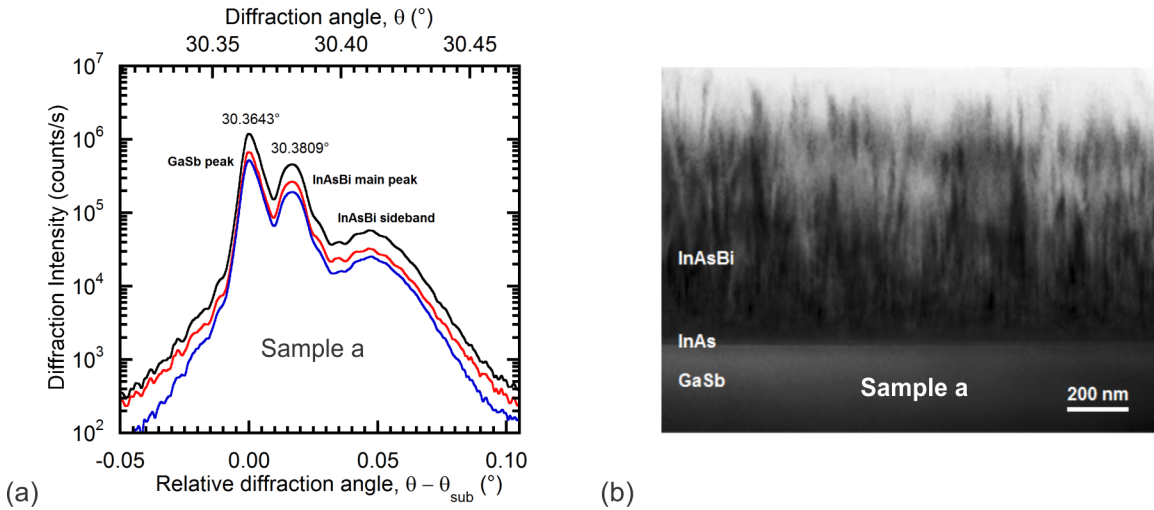 Diffraction angle, θ (°)
30.35 30.40 30.45
10^7
10^6
10^5
10^4
10^3
10^2
Diffraction Intensity (counts/s)
30.3643°
30.3809°
GaSb peak
InAsBi main peak
InAsBi sideband
Sample a
-0.05 0.00 0.05 0.10
Relative diffraction angle, θ − θsub (°)
(a)
InAsBi
InAs
GaSb
Sample a
200 nm
(b)